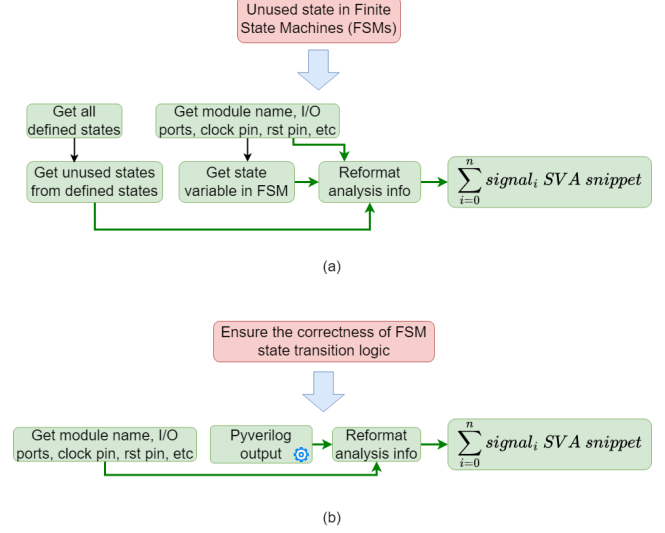 Unused state in Finite
State Machines (FSMs)
Get all
defined states
Get module name, I/O
ports, clock pin, rst pin, etc
Get unused states
from defined states
Get state
variable in FSM
Reformat
analysis info
n
∑ signal_i SVA snippet
i=0
(a)
Ensure the correctness of FSM
state transition logic
Get module name, I/O
ports, clock pin, rst pin, etc
Pyverilog
output
Reformat
analysis info
n
∑ signal_i SVA snippet
i=0
(b)